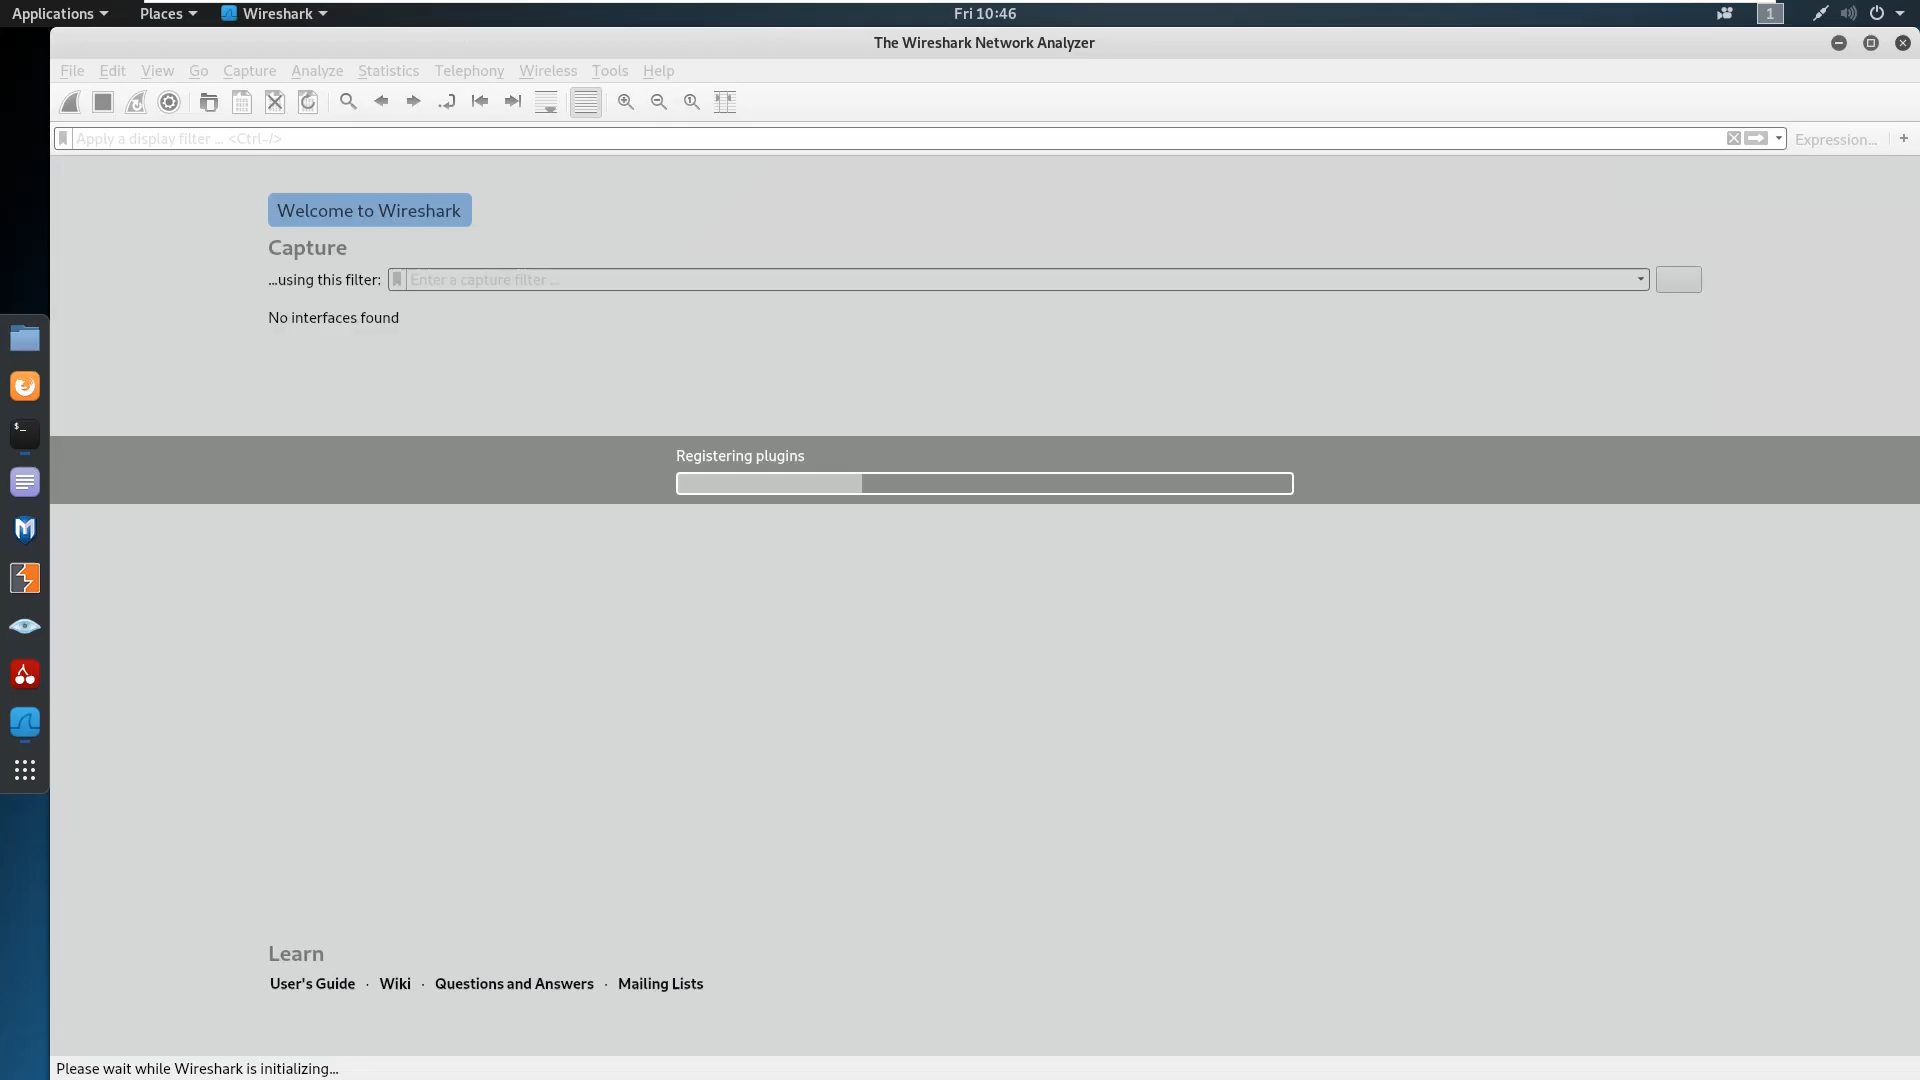 Applications Places Wireshark Fri 10:46 1
The Wireshark Network Analyzer
File Edit View Go Capture Analyze Statistics Telephony Wireless Tools Help
Apply a display filter ... <Ctrl-/> Expression... +
Welcome to Wireshark
Capture
...using this filter: Enter a capture filter ...
No interfaces found
Registering plugins
Learn
User's Guide · Wiki · Questions and Answers · Mailing Lists
Please wait while Wireshark is initializing...